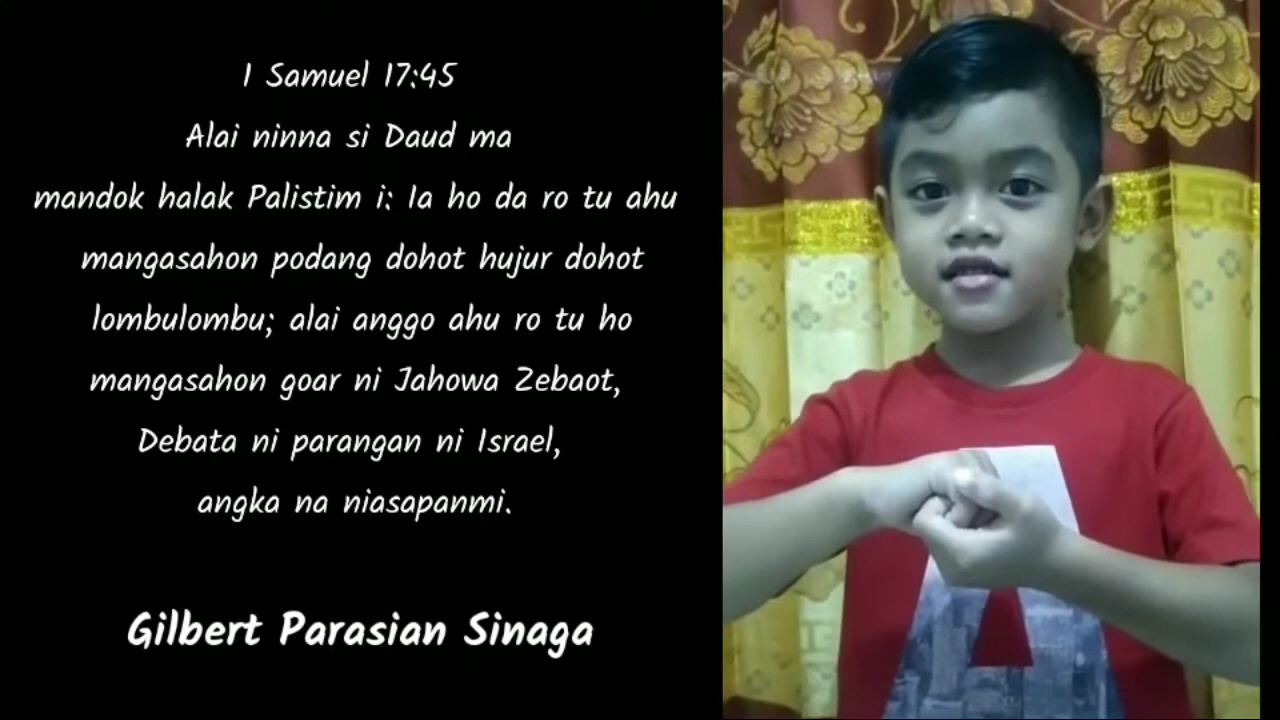 1 Samuel 17:45
Alai ninna si Daud ma
mandok halak Palistim i: Ia ho da ro tu ahu
mangasahon podang dohot hujur dohot
lombulombu; alai anggo ahu ro tu ho
mangasahon goar ni Jahowa Zebaot,
Debata ni parangan ni Israel,
angka na niasapanmi.
Gilbert Parasian Sinaga
A